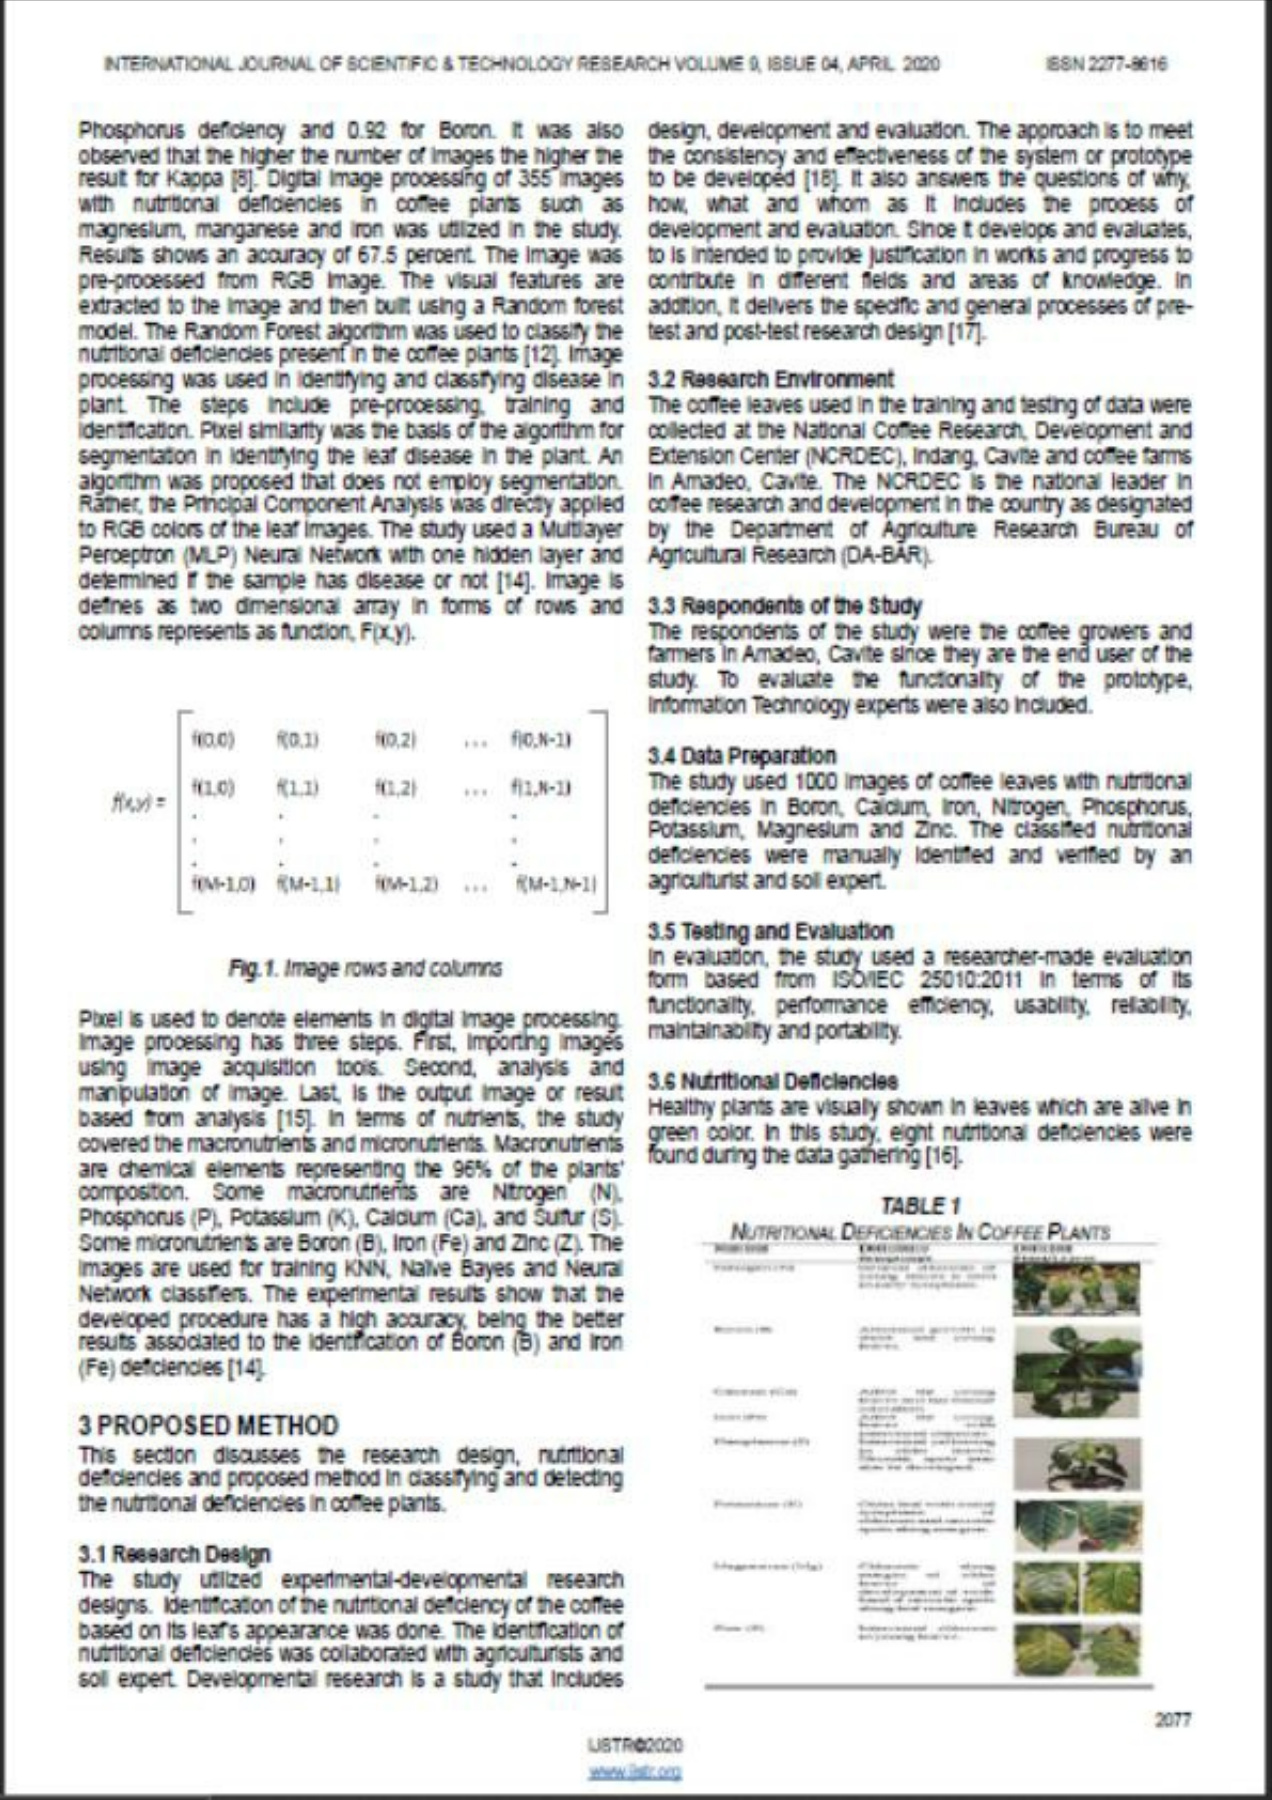 INTERNATIONAL JOURNAL OF SCIENTIFIC & TECHNOLOGY RESEARCH VOLUME 9, ISSUE 04, APRIL 2020 ISSN 2277-8616
Phosphorus deficiency and 0.92 for Boron. It was also
observed that the higher the number of images the higher the
result for Kappa [8]. Digital image processing of 355 images
with nutritional deficiencies in coffee plants such as
magnesium, manganese and iron was utilized in the study.
Results shows an accuracy of 67.5 percent. The image was
pre-processed from RGB image. The visual features are
extracted to the image and then built using a Random forest
model. The Random Forest algorithm was used to classify the
nutritional deficiencies present in the coffee plants [12]. Image
processing was used in identifying and classifying disease in
plant. The steps include pre-processing, training and
identification. Pixel similarity was the basis of the algorithm for
segmentation in identifying the leaf disease in the plant. An
algorithm was proposed that does not employ segmentation.
Rather, the Principal Component Analysis was directly applied
to RGB colors of the leaf images. The study used a Multilayer
Perceptron (MLP) Neural Network with one hidden layer and
determined if the sample has disease or not [14]. Image is
defines as two dimensional array in forms of rows and
columns represents as function, F(x,y).
f(0,0) f(0,1) f(0,2) ... f(0,N-1)
f(1,0) f(1,1) f(1,2) ... f(1,N-1)
f(x,y) =
f(M-1,0) f(M-1,1) f(M-1,2) ... f(M-1,N-1)
Fig.1. Image rows and columns
Pixel is used to denote elements in digital image processing.
Image processing has three steps. First, importing images
using image acquisition tools. Second, analysis and
manipulation of image. Last, is the output image or result
based from analysis [15]. In terms of nutrients, the study
covered the macronutrients and micronutrients. Macronutrients
are chemical elements representing the 96% of the plants'
composition. Some macronutrients are Nitrogen (N),
Phosphorus (P), Potassium (K), Calcium (Ca), and Sulfur (S).
Some micronutrients are Boron (B), Iron (Fe) and Zinc (Z). The
images are used for training KNN, Naïve Bayes and Neural
Network classifiers. The experimental results show that the
developed procedure has a high accuracy, being the better
results associated to the identification of Boron (B) and Iron
(Fe) deficiencies [14].
3 PROPOSED METHOD
This section discusses the research design, nutritional
deficiencies and proposed method in classifying and detecting
the nutritional deficiencies in coffee plants.
3.1 Research Design
The study utilized experimental-developmental research
designs. Identification of the nutritional deficiency of the coffee
based on its leaf's appearance was done. The identification of
nutritional deficiencies was collaborated with agriculturists and
soil expert. Developmental research is a study that includes
design, development and evaluation. The approach is to meet
the consistency and effectiveness of the system or prototype
to be developed [18]. It also answers the questions of why,
how, what and whom as it includes the process of
development and evaluation. Since it develops and evaluates,
to is intended to provide justification in works and progress to
contribute in different fields and areas of knowledge. In
addition, it delivers the specific and general processes of pre-
test and post-test research design [17].
3.2 Research Environment
The coffee leaves used in the training and testing of data were
collected at the National Coffee Research, Development and
Extension Center (NCRDEC), Indang, Cavite and coffee farms
in Amadeo, Cavite. The NCRDEC is the national leader in
coffee research and development in the country as designated
by the Department of Agriculture Research Bureau of
Agricultural Research (DA-BAR).
3.3 Respondents of the Study
The respondents of the study were the coffee growers and
farmers in Amadeo, Cavite since they are the end user of the
study. To evaluate the functionality of the prototype,
Information Technology experts were also included.
3.4 Data Preparation
The study used 1000 images of coffee leaves with nutritional
deficiencies in Boron, Calcium, Iron, Nitrogen, Phosphorus,
Potassium, Magnesium and Zinc. The classified nutritional
deficiencies were manually identified and verified by an
agriculturist and soil expert.
3.5 Testing and Evaluation
In evaluation, the study used a researcher-made evaluation
form based from ISO/IEC 25010:2011 in terms of its
functionality, performance efficiency, usability, reliability,
maintainability and portability.
3.6 Nutritional Deficiencies
Healthy plants are visually shown in leaves which are alive in
green color. In this study, eight nutritional deficiencies were
found during the data gathering [16].
TABLE 1
NUTRITIONAL DEFICIENCIES IN COFFEE PLANTS
2077
IJSTR©2020
www.ijstr.org